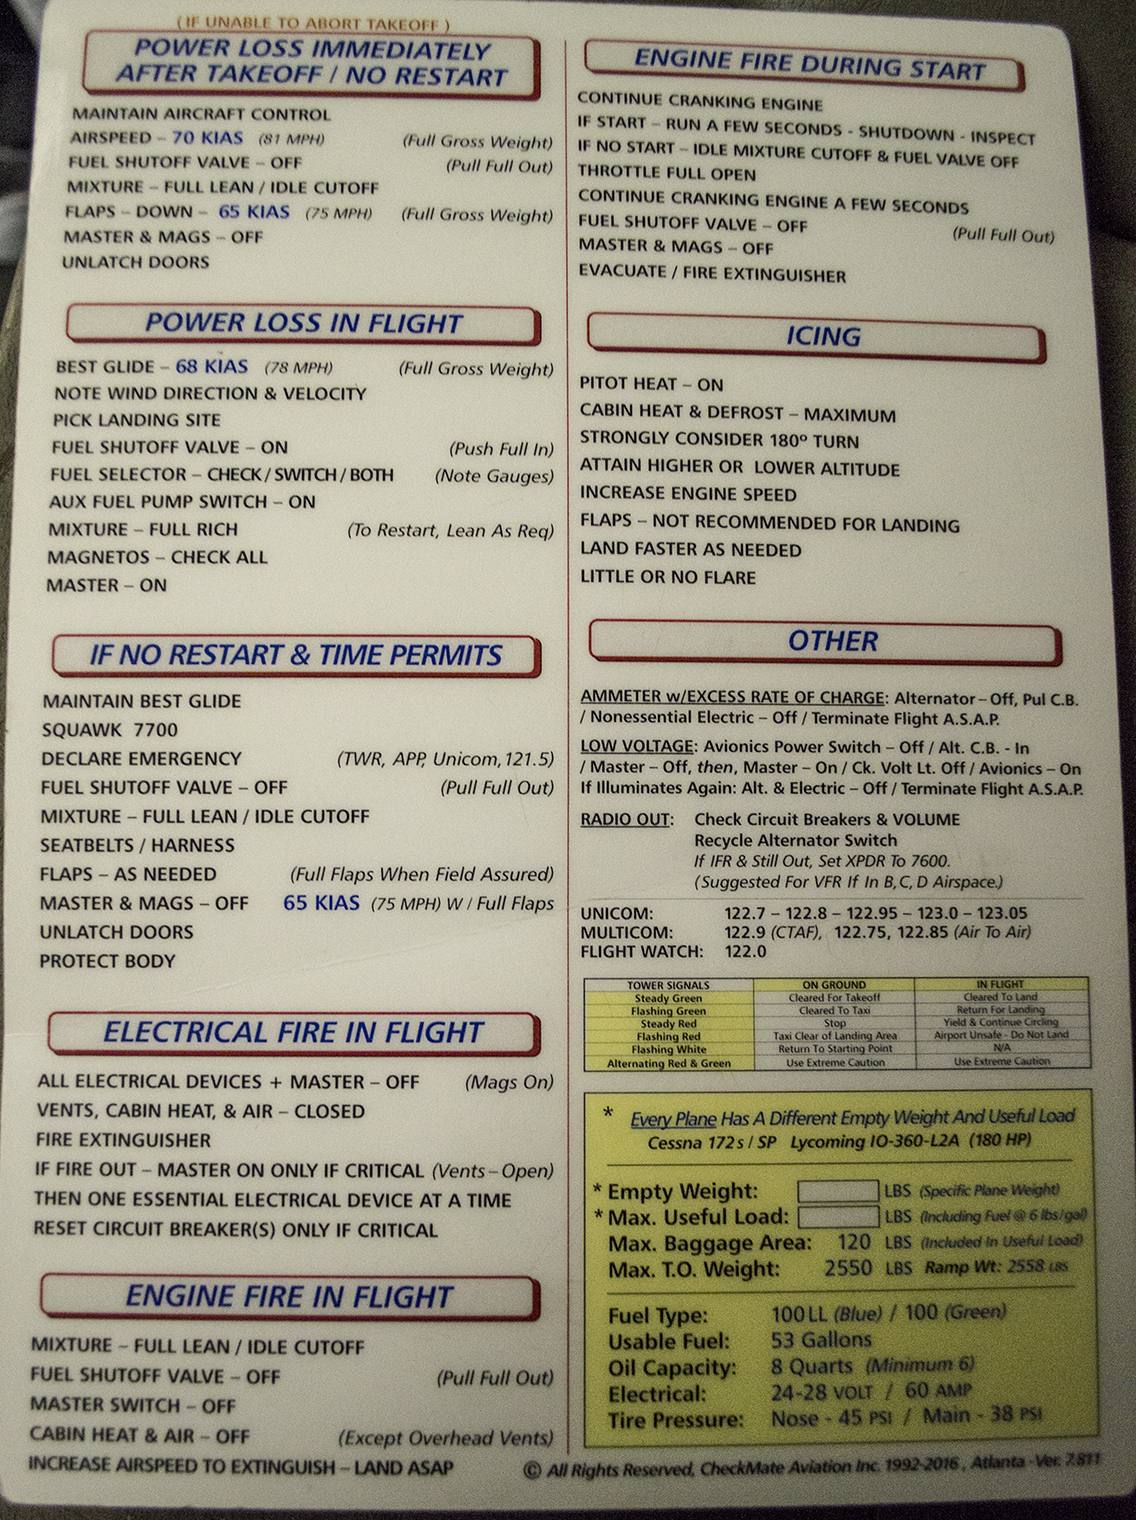 ( IF UNABLE TO ABORT TAKEOFF )
POWER LOSS IMMEDIATELY
AFTER TAKEOFF / NO RESTART
MAINTAIN AIRCRAFT CONTROL
AIRSPEED – 70 KIAS (81 MPH) (Full Gross Weight)
FUEL SHUTOFF VALVE – OFF (Pull Full Out)
MIXTURE – FULL LEAN / IDLE CUTOFF
FLAPS – DOWN – 65 KIAS (75 MPH) (Full Gross Weight)
MASTER & MAGS – OFF
UNLATCH DOORS
POWER LOSS IN FLIGHT
BEST GLIDE – 68 KIAS (78 MPH) (Full Gross Weight)
NOTE WIND DIRECTION & VELOCITY
PICK LANDING SITE
FUEL SHUTOFF VALVE – ON (Push Full In)
FUEL SELECTOR – CHECK / SWITCH / BOTH (Note Gauges)
AUX FUEL PUMP SWITCH – ON
MIXTURE – FULL RICH (To Restart, Lean As Req)
MAGNETOS – CHECK ALL
MASTER – ON
IF NO RESTART & TIME PERMITS
MAINTAIN BEST GLIDE
SQUAWK 7700
DECLARE EMERGENCY (TWR, APP, Unicom, 121.5)
FUEL SHUTOFF VALVE – OFF (Pull Full Out)
MIXTURE – FULL LEAN / IDLE CUTOFF
SEATBELTS / HARNESS
FLAPS – AS NEEDED (Full Flaps When Field Assured)
MASTER & MAGS – OFF 65 KIAS (75 MPH) W / Full Flaps
UNLATCH DOORS
PROTECT BODY
ELECTRICAL FIRE IN FLIGHT
ALL ELECTRICAL DEVICES + MASTER – OFF (Mags On)
VENTS, CABIN HEAT, & AIR – CLOSED
FIRE EXTINGUISHER
IF FIRE OUT – MASTER ON ONLY IF CRITICAL (Vents – Open)
THEN ONE ESSENTIAL ELECTRICAL DEVICE AT A TIME
RESET CIRCUIT BREAKER(S) ONLY IF CRITICAL
ENGINE FIRE IN FLIGHT
MIXTURE – FULL LEAN / IDLE CUTOFF
FUEL SHUTOFF VALVE – OFF (Pull Full Out)
MASTER SWITCH – OFF
CABIN HEAT & AIR – OFF (Except Overhead Vents)
INCREASE AIRSPEED TO EXTINGUISH – LAND ASAP
ENGINE FIRE DURING START
CONTINUE CRANKING ENGINE
IF START – RUN A FEW SECONDS - SHUTDOWN - INSPECT
IF NO START – IDLE MIXTURE CUTOFF & FUEL VALVE OFF
THROTTLE FULL OPEN
CONTINUE CRANKING ENGINE A FEW SECONDS
FUEL SHUTOFF VALVE – OFF (Pull Full Out)
MASTER & MAGS – OFF
EVACUATE / FIRE EXTINGUISHER
ICING
PITOT HEAT – ON
CABIN HEAT & DEFROST – MAXIMUM
STRONGLY CONSIDER 180º TURN
ATTAIN HIGHER OR LOWER ALTITUDE
INCREASE ENGINE SPEED
FLAPS – NOT RECOMMENDED FOR LANDING
LAND FASTER AS NEEDED
LITTLE OR NO FLARE
OTHER
AMMETER w/EXCESS RATE OF CHARGE: Alternator – Off, Pul C.B.
/ Nonessential Electric – Off / Terminate Flight A.S.A.P.
LOW VOLTAGE: Avionics Power Switch – Off / Alt. C.B. - In
/ Master – Off, then, Master – On / Ck. Volt Lt. Off / Avionics – On
If Illuminates Again: Alt. & Electric – Off / Terminate Flight A.S.A.P.
RADIO OUT: Check Circuit Breakers & VOLUME
Recycle Alternator Switch
If IFR & Still Out, Set XPDR To 7600.
(Suggested For VFR If In B, C, D Airspace.)
UNICOM: 122.7 – 122.8 – 122.95 – 123.0 – 123.05
MULTICOM: 122.9 (CTAF), 122.75, 122.85 (Air To Air)
FLIGHT WATCH: 122.0
TOWER SIGNALS ON GROUND IN FLIGHT
Steady Green Cleared For Takeoff Cleared To Land
Flashing Green Cleared To Taxi Return For Landing
Steady Red Stop Yield & Continue Circling
Flashing Red Taxi Clear of Landing Area Airport Unsafe - Do Not Land
Flashing White Return To Starting Point N/A
Alternating Red & Green Use Extreme Caution Use Extreme Caution
* Every Plane Has A Different Empty Weight And Useful Load
Cessna 172s / SP Lycoming IO-360-L2A (180 HP)
* Empty Weight: LBS (Specific Plane Weight)
* Max. Useful Load: LBS (Including Fuel @ 6 lbs/gal)
Max. Baggage Area: 120 LBS (Included In Useful Load)
Max. T.O. Weight: 2550 LBS Ramp Wt: 2558 LBS
Fuel Type: 100 LL (Blue) / 100 (Green)
Usable Fuel: 53 Gallons
Oil Capacity: 8 Quarts (Minimum 6)
Electrical: 24-28 VOLT / 60 AMP
Tire Pressure: Nose - 45 PSI / Main - 38 PSI
© All Rights Reserved, CheckMate Aviation Inc. 1992-2016 , Atlanta - Ver. 7.811